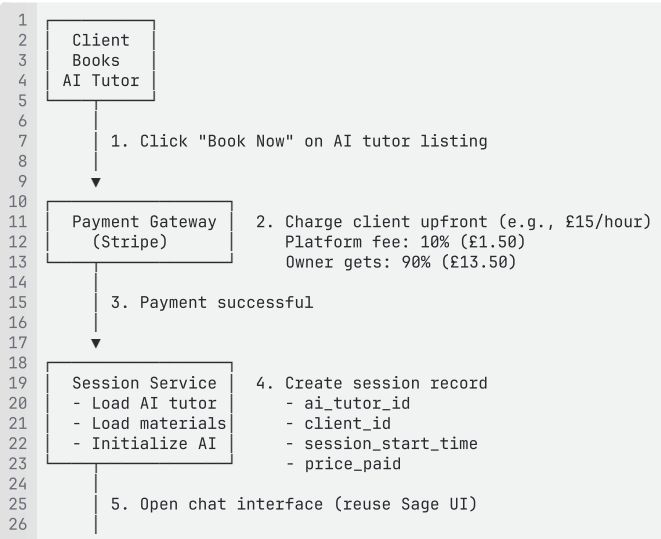 1
2 Client
3 Books
4 AI Tutor
5
6
7 1. Click "Book Now" on AI tutor listing
8
9 ▼
10
11 Payment Gateway 2. Charge client upfront (e.g., £15/hour)
12 (Stripe) Platform fee: 10% (£1.50)
13 Owner gets: 90% (£13.50)
14
15 3. Payment successful
16
17 ▼
18
19 Session Service 4. Create session record
20 - Load AI tutor - ai_tutor_id
21 - Load materials - client_id
22 - Initialize AI - session_start_time
23 - price_paid
24
25 5. Open chat interface (reuse Sage UI)
26